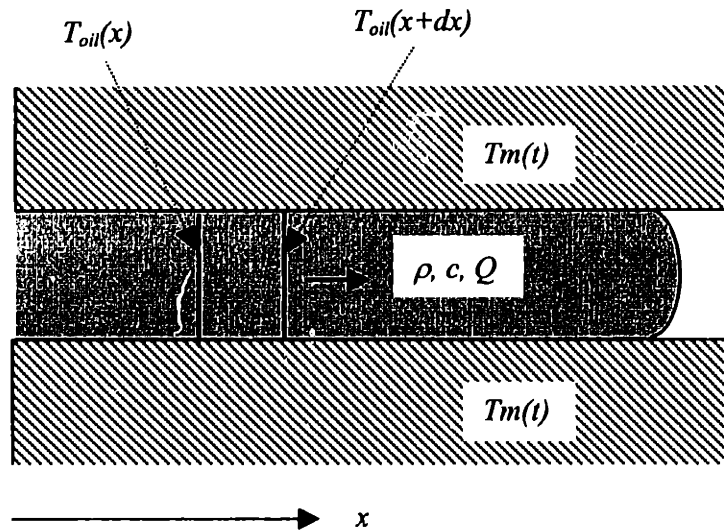 T_oil(x)
T_oil(x+dx)
Tm(t)
ρ, c, Q
Tm(t)
x